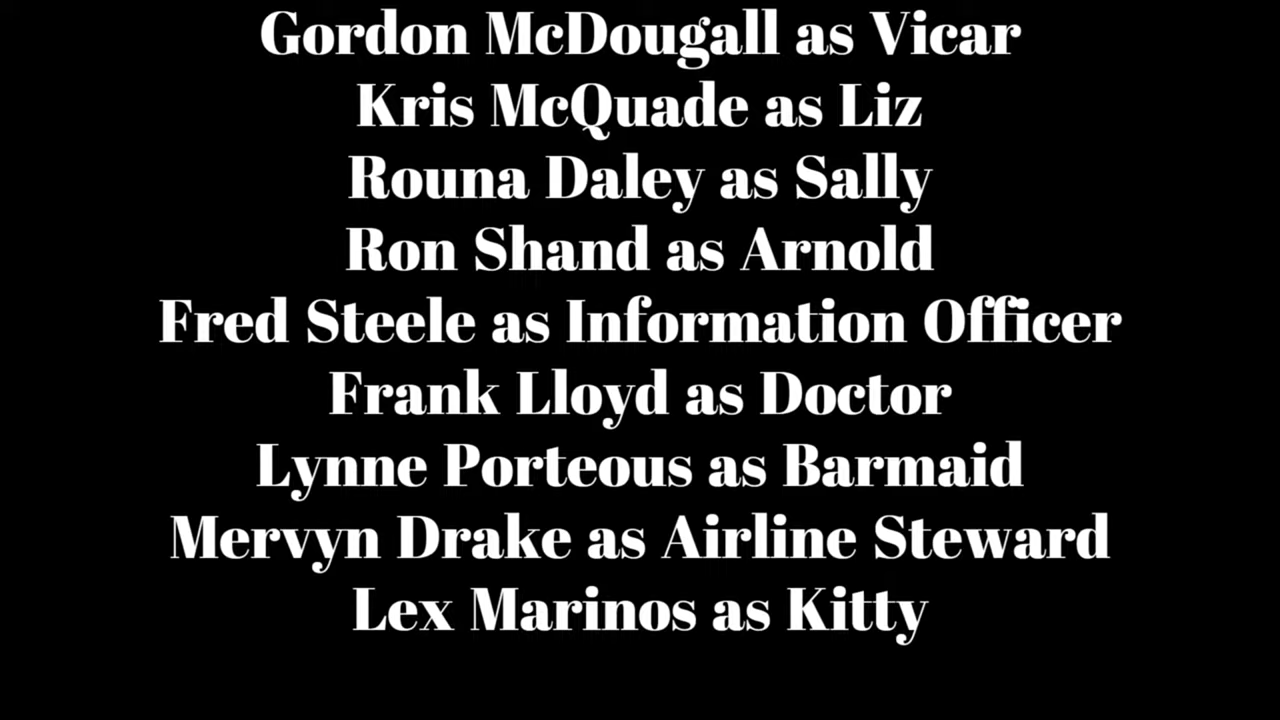 Gordon McDougall as Vicar
Kris McQuade as Liz
Rouna Daley as Sally
Ron Shand as Arnold
Fred Steele as Information Officer
Frank Lloyd as Doctor
Lynne Porteous as Barmaid
Mervyn Drake as Airline Steward
Lex Marinos as Kitty